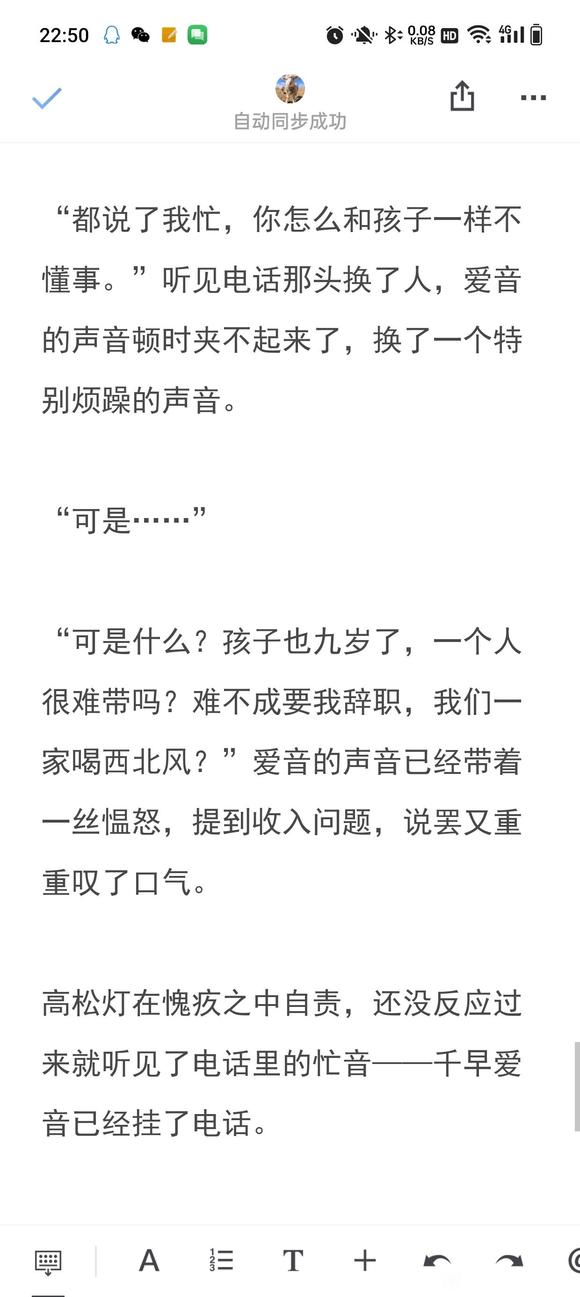 22:50
0.08
KB/S
HD
4G
自动同步成功
“都说了我忙，你怎么和孩子一样不
懂事。”听见电话那头换了人，爱音
的声音顿时夹不起来了，换了一个特
别烦躁的声音。
“可是……”
“可是什么？孩子也九岁了，一个人
很难带吗？难不成要我辞职，我们一
家喝西北风？”爱音的声音已经带着
一丝愠怒，提到收入问题，说罢又重
重叹了口气。
高松灯在愧疚之中自责，还没反应过
来就听见了电话里的忙音——千早爱
音已经挂了电话。
A
1
2
3
T